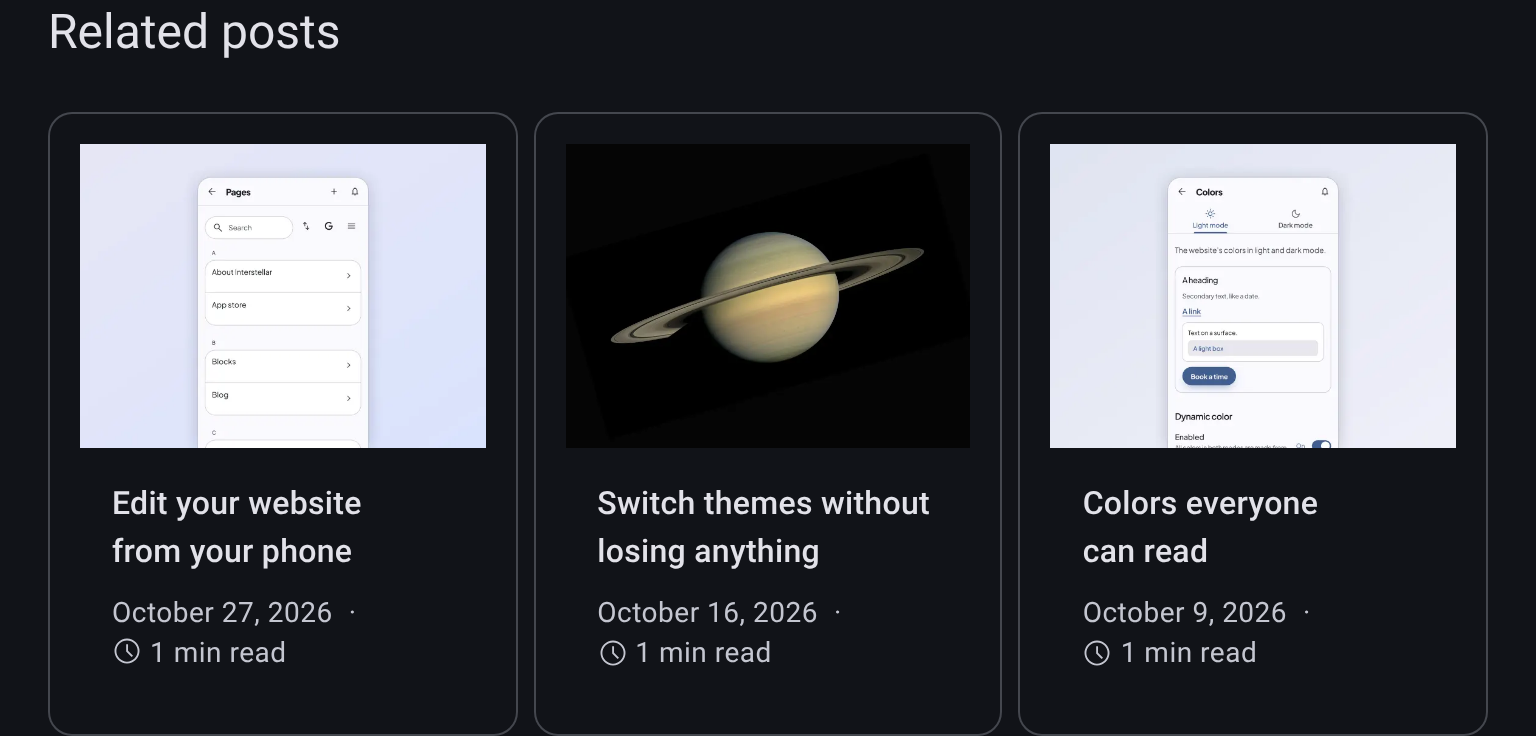 Related posts
Pages
Search
A
About Interstellar
App store
B
Blocks
Blog
C
Edit your website
from your phone
October 27, 2026 ·
1 min read
Switch themes without
losing anything
October 16, 2026 ·
1 min read
Colors
Light mode
Dark mode
The website's colors in light and dark mode.
A heading
Secondary text, like a date.
A link
Text on a surface.
A light box
Book a time
Dynamic color
Enabled
On
Colors everyone
can read
October 9, 2026 ·
1 min read